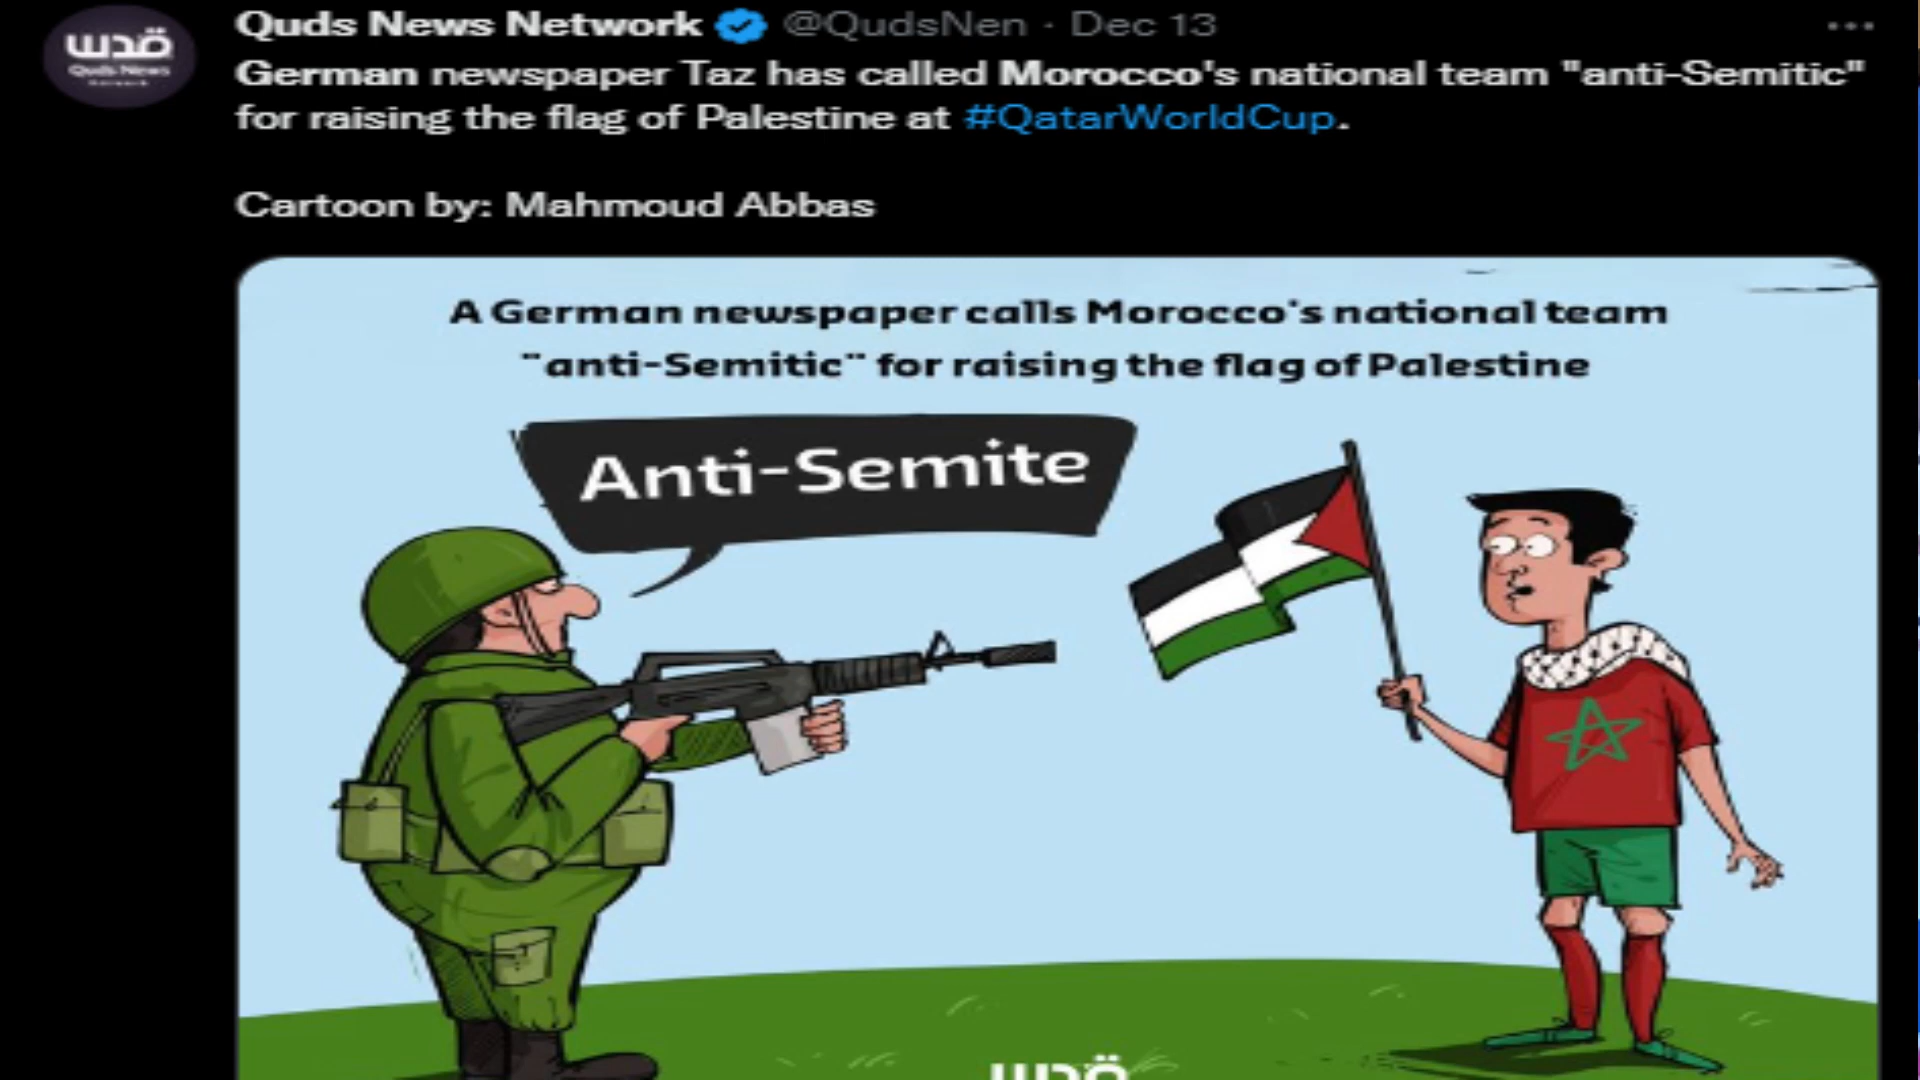 قدس
Quds News
Quds News Network @QudsNen · Dec 13
German newspaper Taz has called Morocco's national team "anti-Semitic"
for raising the flag of Palestine at #QatarWorldCup.
Cartoon by: Mahmoud Abbas
A German newspaper calls Morocco's national team
"anti-Semitic" for raising the flag of Palestine
Anti-Semite
قدس